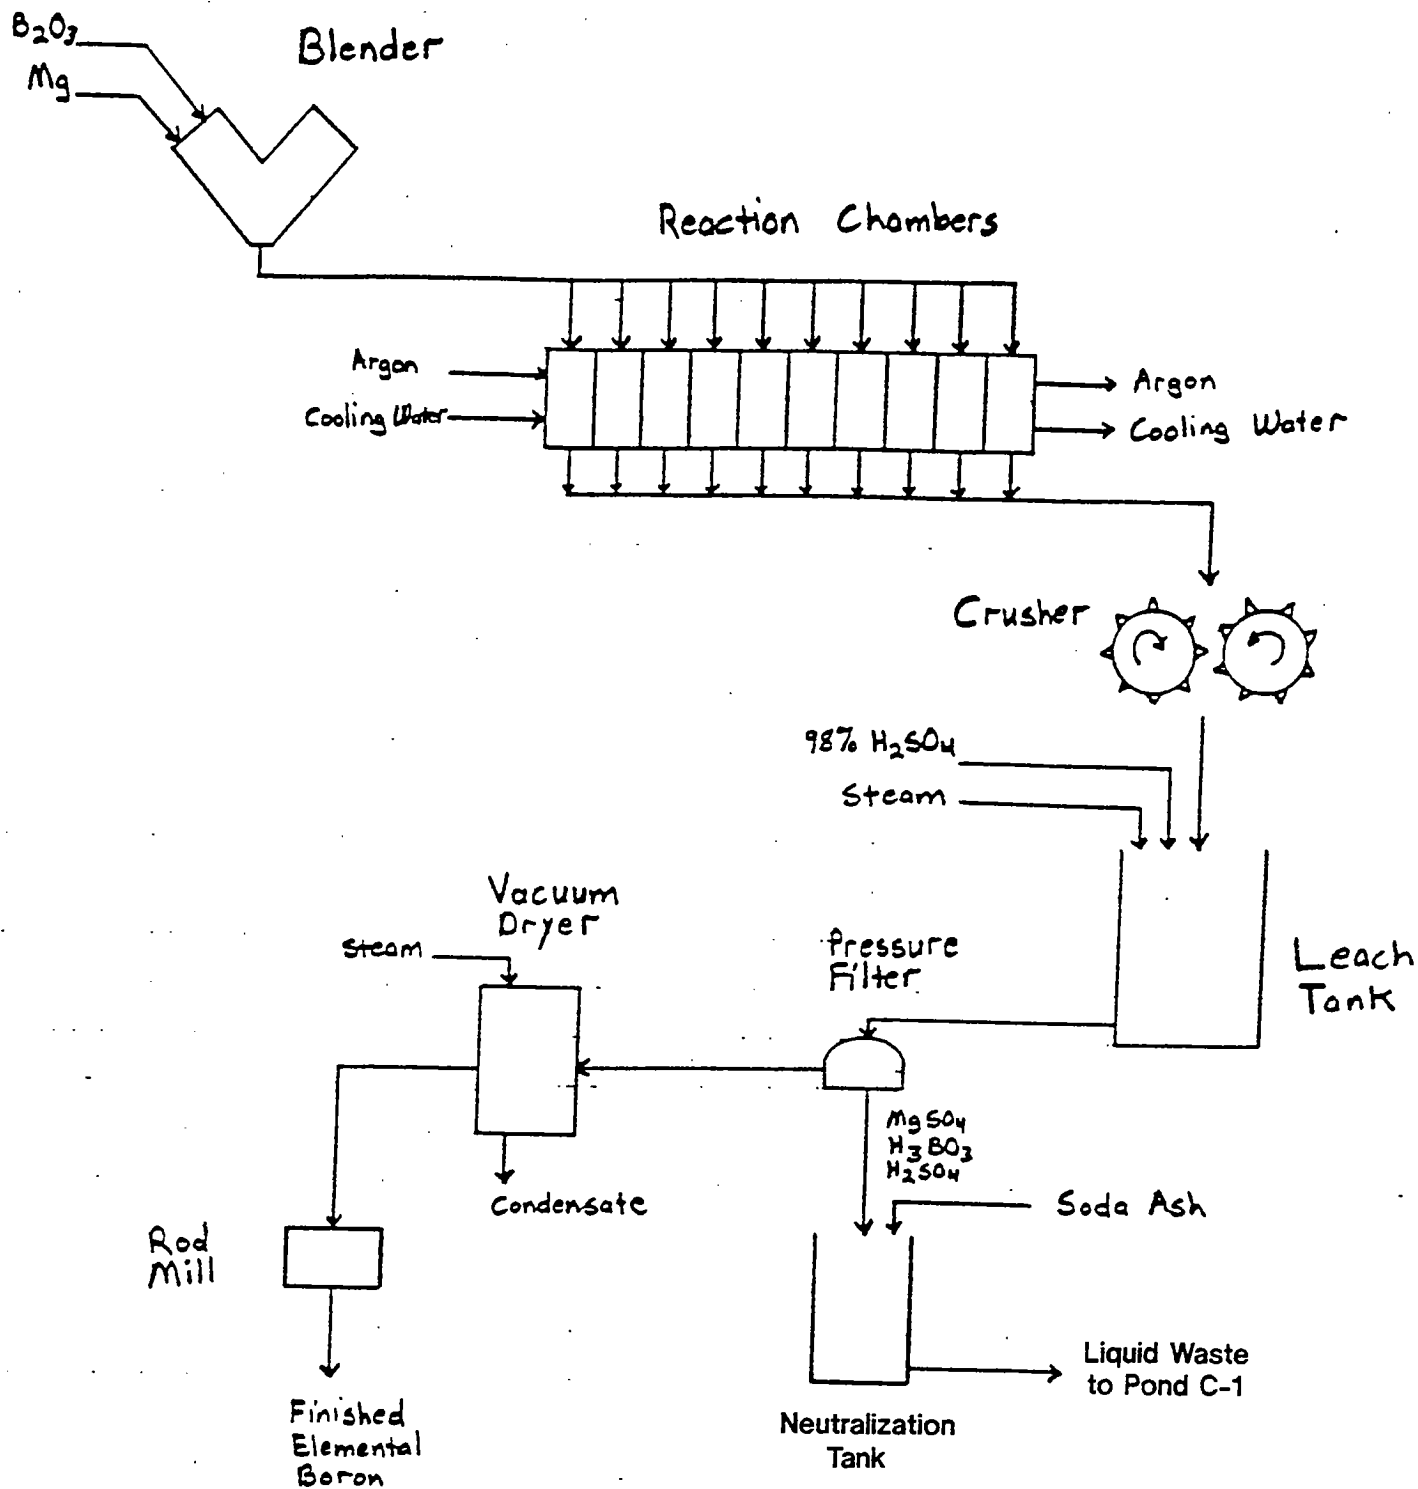 B₂O₃
Blender
Mg
Reaction Chambers
Argon
Cooling Water
Argon
Cooling Water
Crusher
98% H₂SO₄
Steam
Leach
Tank
Vacuum
Dryer
Steam
Pressure
Filter
MgSO₄
H₃BO₃
H₂SO₄
Condensate
Soda Ash
Rod
Mill
Liquid Waste
to Pond C-1
Finished
Elemental
Boron
Neutralization
Tank